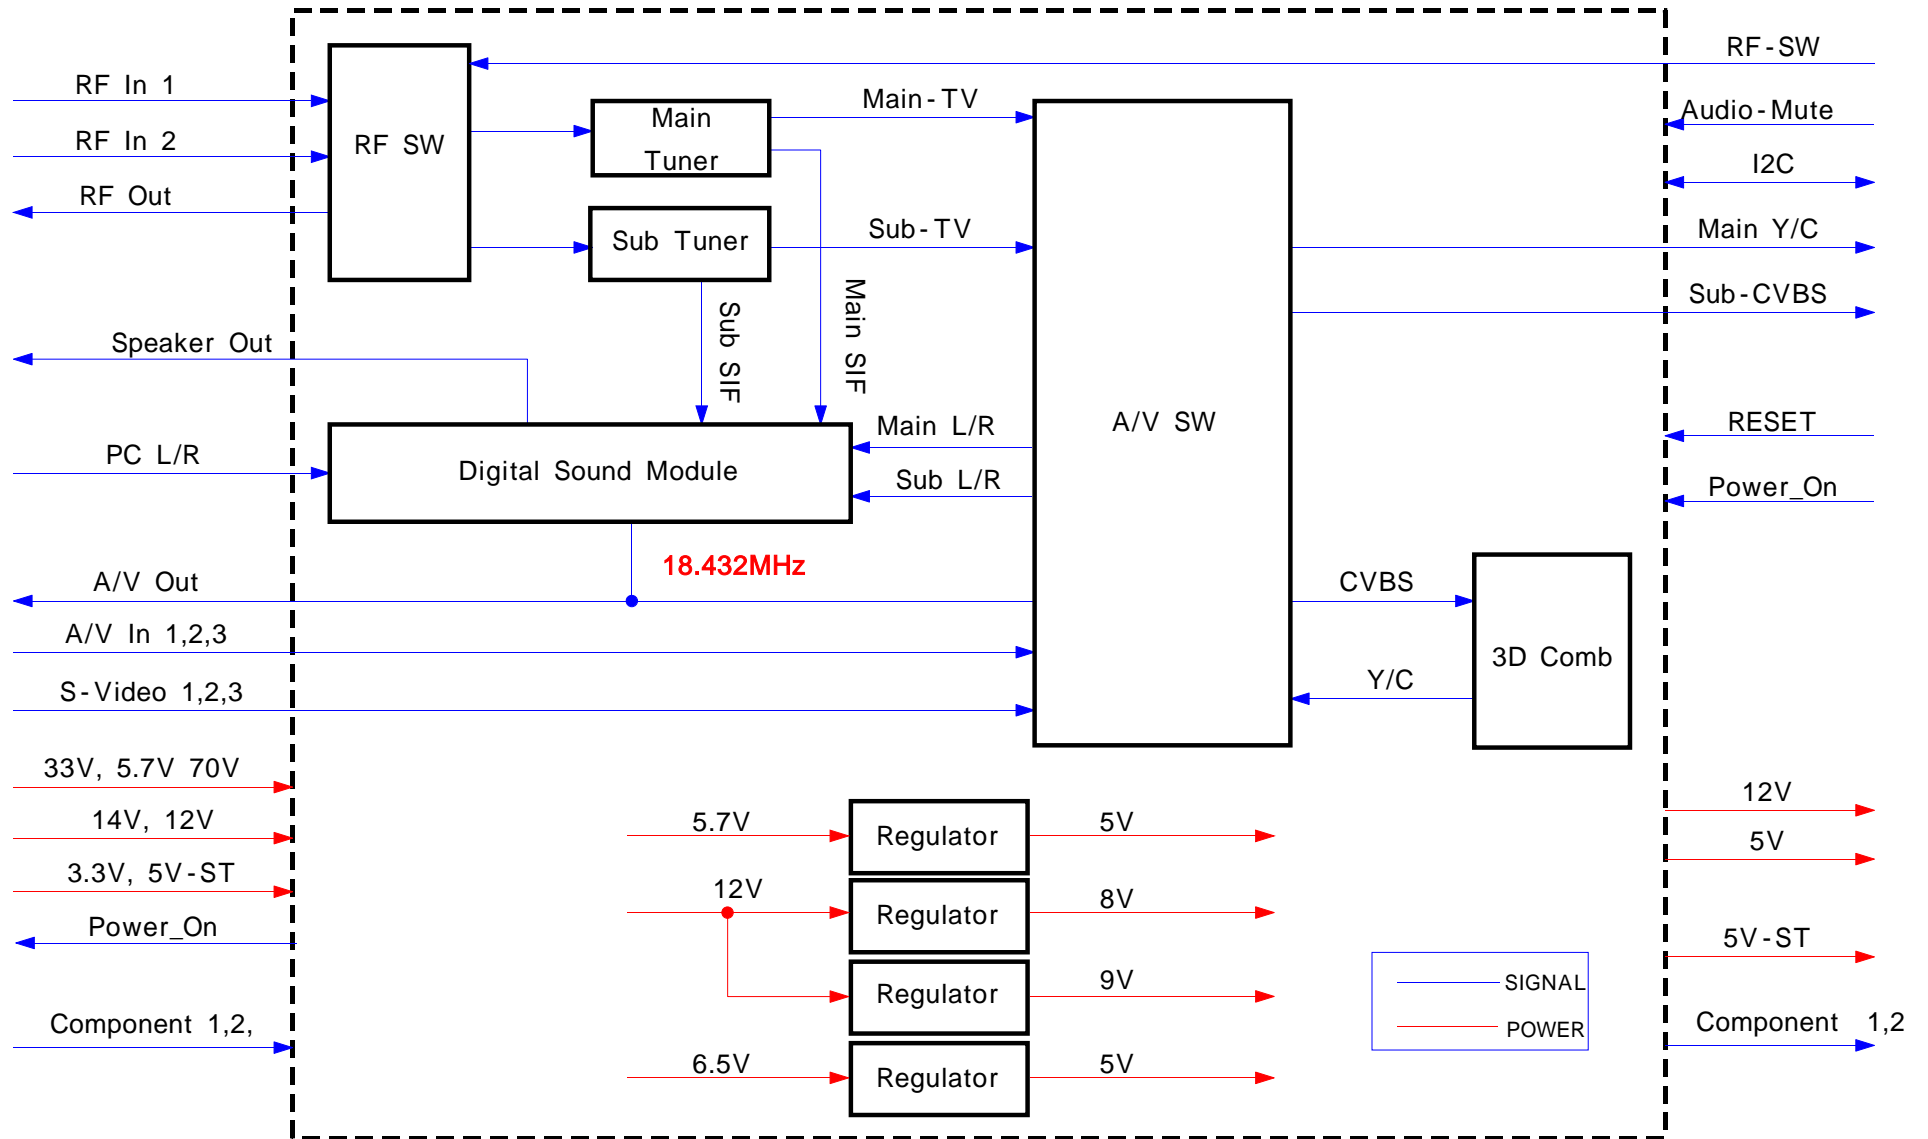 RF-SW
RF In 1
Main-TV
Audio-Mute
Main
Tuner
RF In 2
RF SW
I2C
RF Out
Sub-TV
Main Y/C
Sub Tuner
Sub-CVBS
Main SIF
Sub SIF
Speaker Out
A/V SW
Main L/R
RESET
PC L/R
Digital Sound Module
Sub L/R
Power_On
18.432MHz
A/V Out
CVBS
A/V In 1,2,3
3D Comb
S-Video 1,2,3
Y/C
33V, 5.7V 70V
12V
14V, 12V
5.7V
Regulator
5V
5V
3.3V, 5V-ST
12V
Regulator
8V
Power_On
5V-ST
9V
Regulator
SIGNAL
POWER
Component 1,2,
Component 1,2
6.5V
Regulator
5V